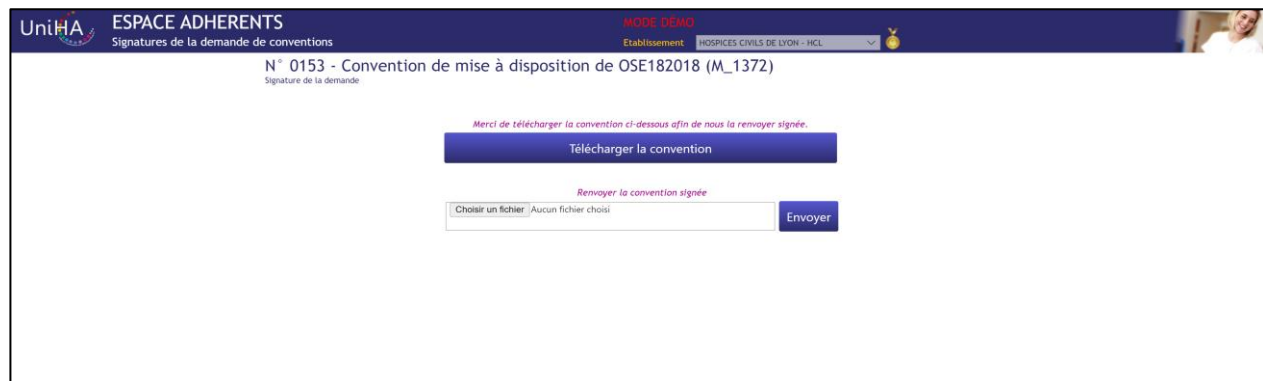 UniHA
ESPACE ADHERENTS
Signatures de la demande de conventions
MODE DÉMO
Etablissement HOSPICES CIVILS DE LYON - HCL
N° 0153 - Convention de mise à disposition de OSE182018 (M_1372)
Signature de la demande
Merci de télécharger la convention ci-dessous afin de nous la renvoyer signée.
Télécharger la convention
Renvoyer la convention signée
Choisir un fichier Aucun fichier choisi
Envoyer